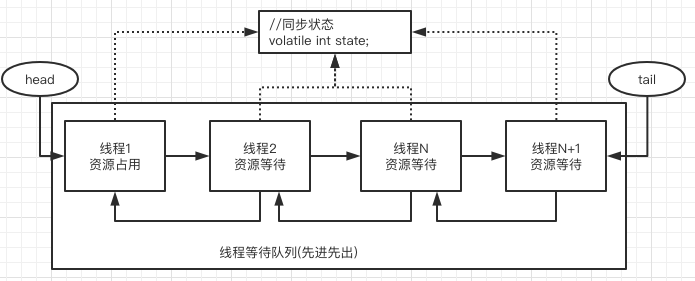 //同步状态
volatile int state;
head
tail
线程1
资源占用
线程2
资源等待
线程N
资源等待
线程N+1
资源等待
线程等待队列(先进先出)